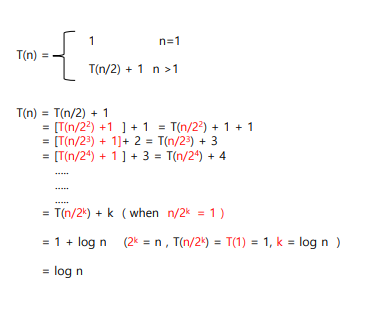 1 n=1
T(n) =
T(n/2) + 1 n >1
T(n) = T(n/2) + 1
= [T(n/2²) +1 ] + 1 = T(n/2²) + 1 + 1
= [T(n/2³) + 1]+ 2 = T(n/2³) + 3
= [T(n/2⁴) + 1 ] + 3 = T(n/2⁴) + 4
.....
.....
.....
= T(n/2ᵏ) + k ( when n/2ᵏ = 1 )
= 1 + log n (2ᵏ = n , T(n/2ᵏ) = T(1) = 1, k = log n )
= log n